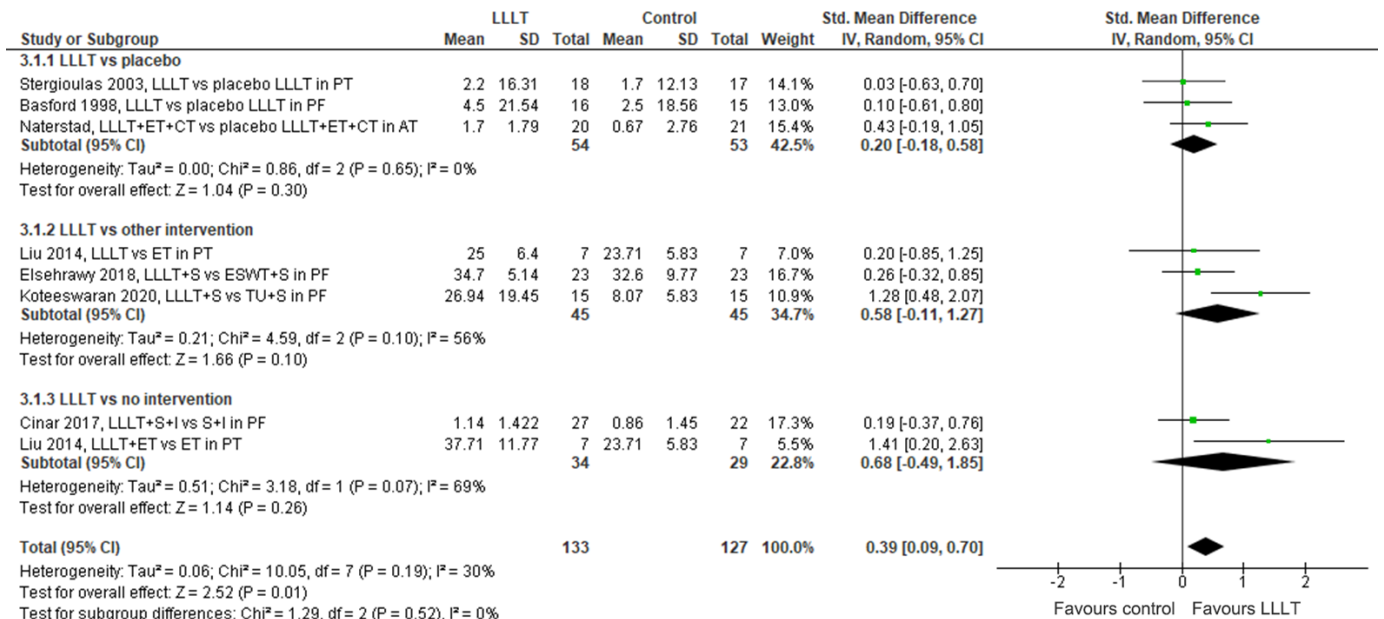 LLLT Control Std. Mean Difference Std. Mean Difference
Study or Subgroup Mean SD Total Mean SD Total Weight IV, Random, 95% CI IV, Random, 95% CI
3.1.1 LLLT vs placebo
Stergioulas 2003, LLLT vs placebo LLLT in PT 2.2 16.31 18 1.7 12.13 17 14.1% 0.03 [-0.63, 0.70]
Basford 1998, LLLT vs placebo LLLT in PF 4.5 21.54 16 2.5 18.56 15 13.0% 0.10 [-0.61, 0.80]
Naterstad, LLLT+ET+CT vs placebo LLLT+ET+CT in AT 1.7 1.79 20 0.67 2.76 21 15.4% 0.43 [-0.19, 1.05]
Subtotal (95% CI) 54 53 42.5% 0.20 [-0.18, 0.58]
Heterogeneity: Tau² = 0.00; Chi² = 0.86, df = 2 (P = 0.65); I² = 0%
Test for overall effect: Z = 1.04 (P = 0.30)
3.1.2 LLLT vs other intervention
Liu 2014, LLLT vs ET in PT 25 6.4 7 23.71 5.83 7 7.0% 0.20 [-0.85, 1.25]
Elsehrawy 2018, LLLT+S vs ESWT+S in PF 34.7 5.14 23 32.6 9.77 23 16.7% 0.26 [-0.32, 0.85]
Koteeswaran 2020, LLLT+S vs TU+S in PF 26.94 19.45 15 8.07 5.83 15 10.9% 1.28 [0.48, 2.07]
Subtotal (95% CI) 45 45 34.7% 0.58 [-0.11, 1.27]
Heterogeneity: Tau² = 0.21; Chi² = 4.59, df = 2 (P = 0.10); I² = 56%
Test for overall effect: Z = 1.66 (P = 0.10)
3.1.3 LLLT vs no intervention
Cinar 2017, LLLT+S+I vs S+I in PF 1.14 1.422 27 0.86 1.45 22 17.3% 0.19 [-0.37, 0.76]
Liu 2014, LLLT+ET vs ET in PT 37.71 11.77 7 23.71 5.83 7 5.5% 1.41 [0.20, 2.63]
Subtotal (95% CI) 34 29 22.8% 0.68 [-0.49, 1.85]
Heterogeneity: Tau² = 0.51; Chi² = 3.18, df = 1 (P = 0.07); I² = 69%
Test for overall effect: Z = 1.14 (P = 0.26)
Total (95% CI) 133 127 100.0% 0.39 [0.09, 0.70]
Heterogeneity: Tau² = 0.06; Chi² = 10.05, df = 7 (P = 0.19); I² = 30%
Test for overall effect: Z = 2.52 (P = 0.01)
Test for subgroup differences: Chi² = 1.29, df = 2 (P = 0.52), I² = 0%
-2 -1 0 1 2
Favours control Favours LLLT